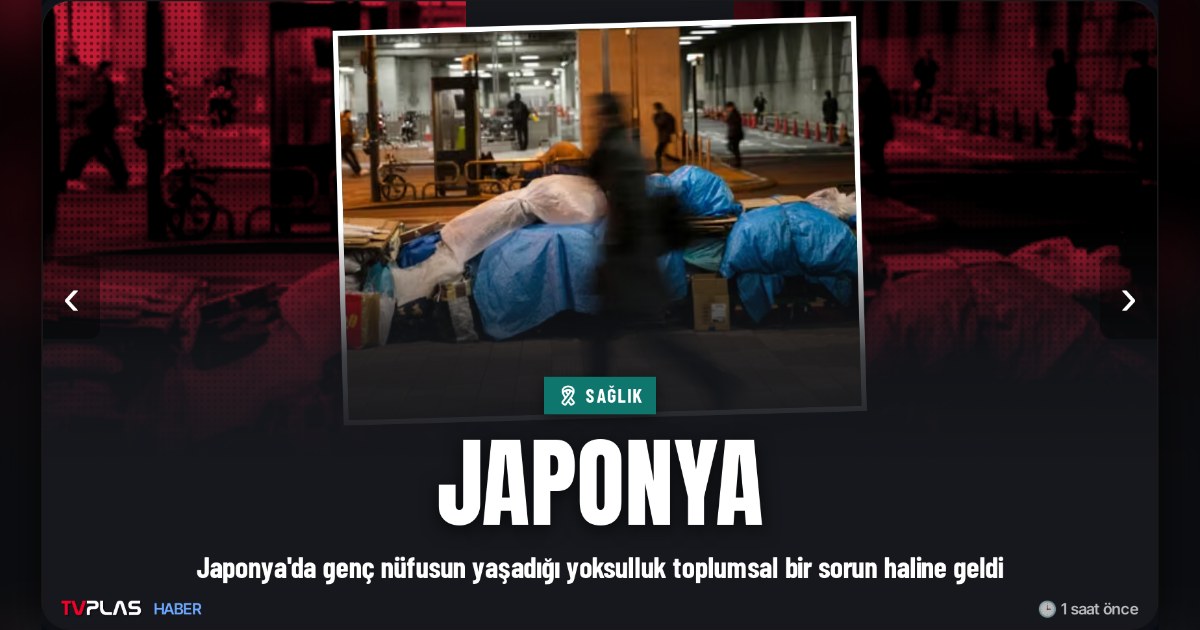 SAĞLIK
JAPONYA
Japonya'da genç nüfusun yaşadığı yoksulluk toplumsal bir sorun haline geldi
TVPLAS HABER
1 saat önce